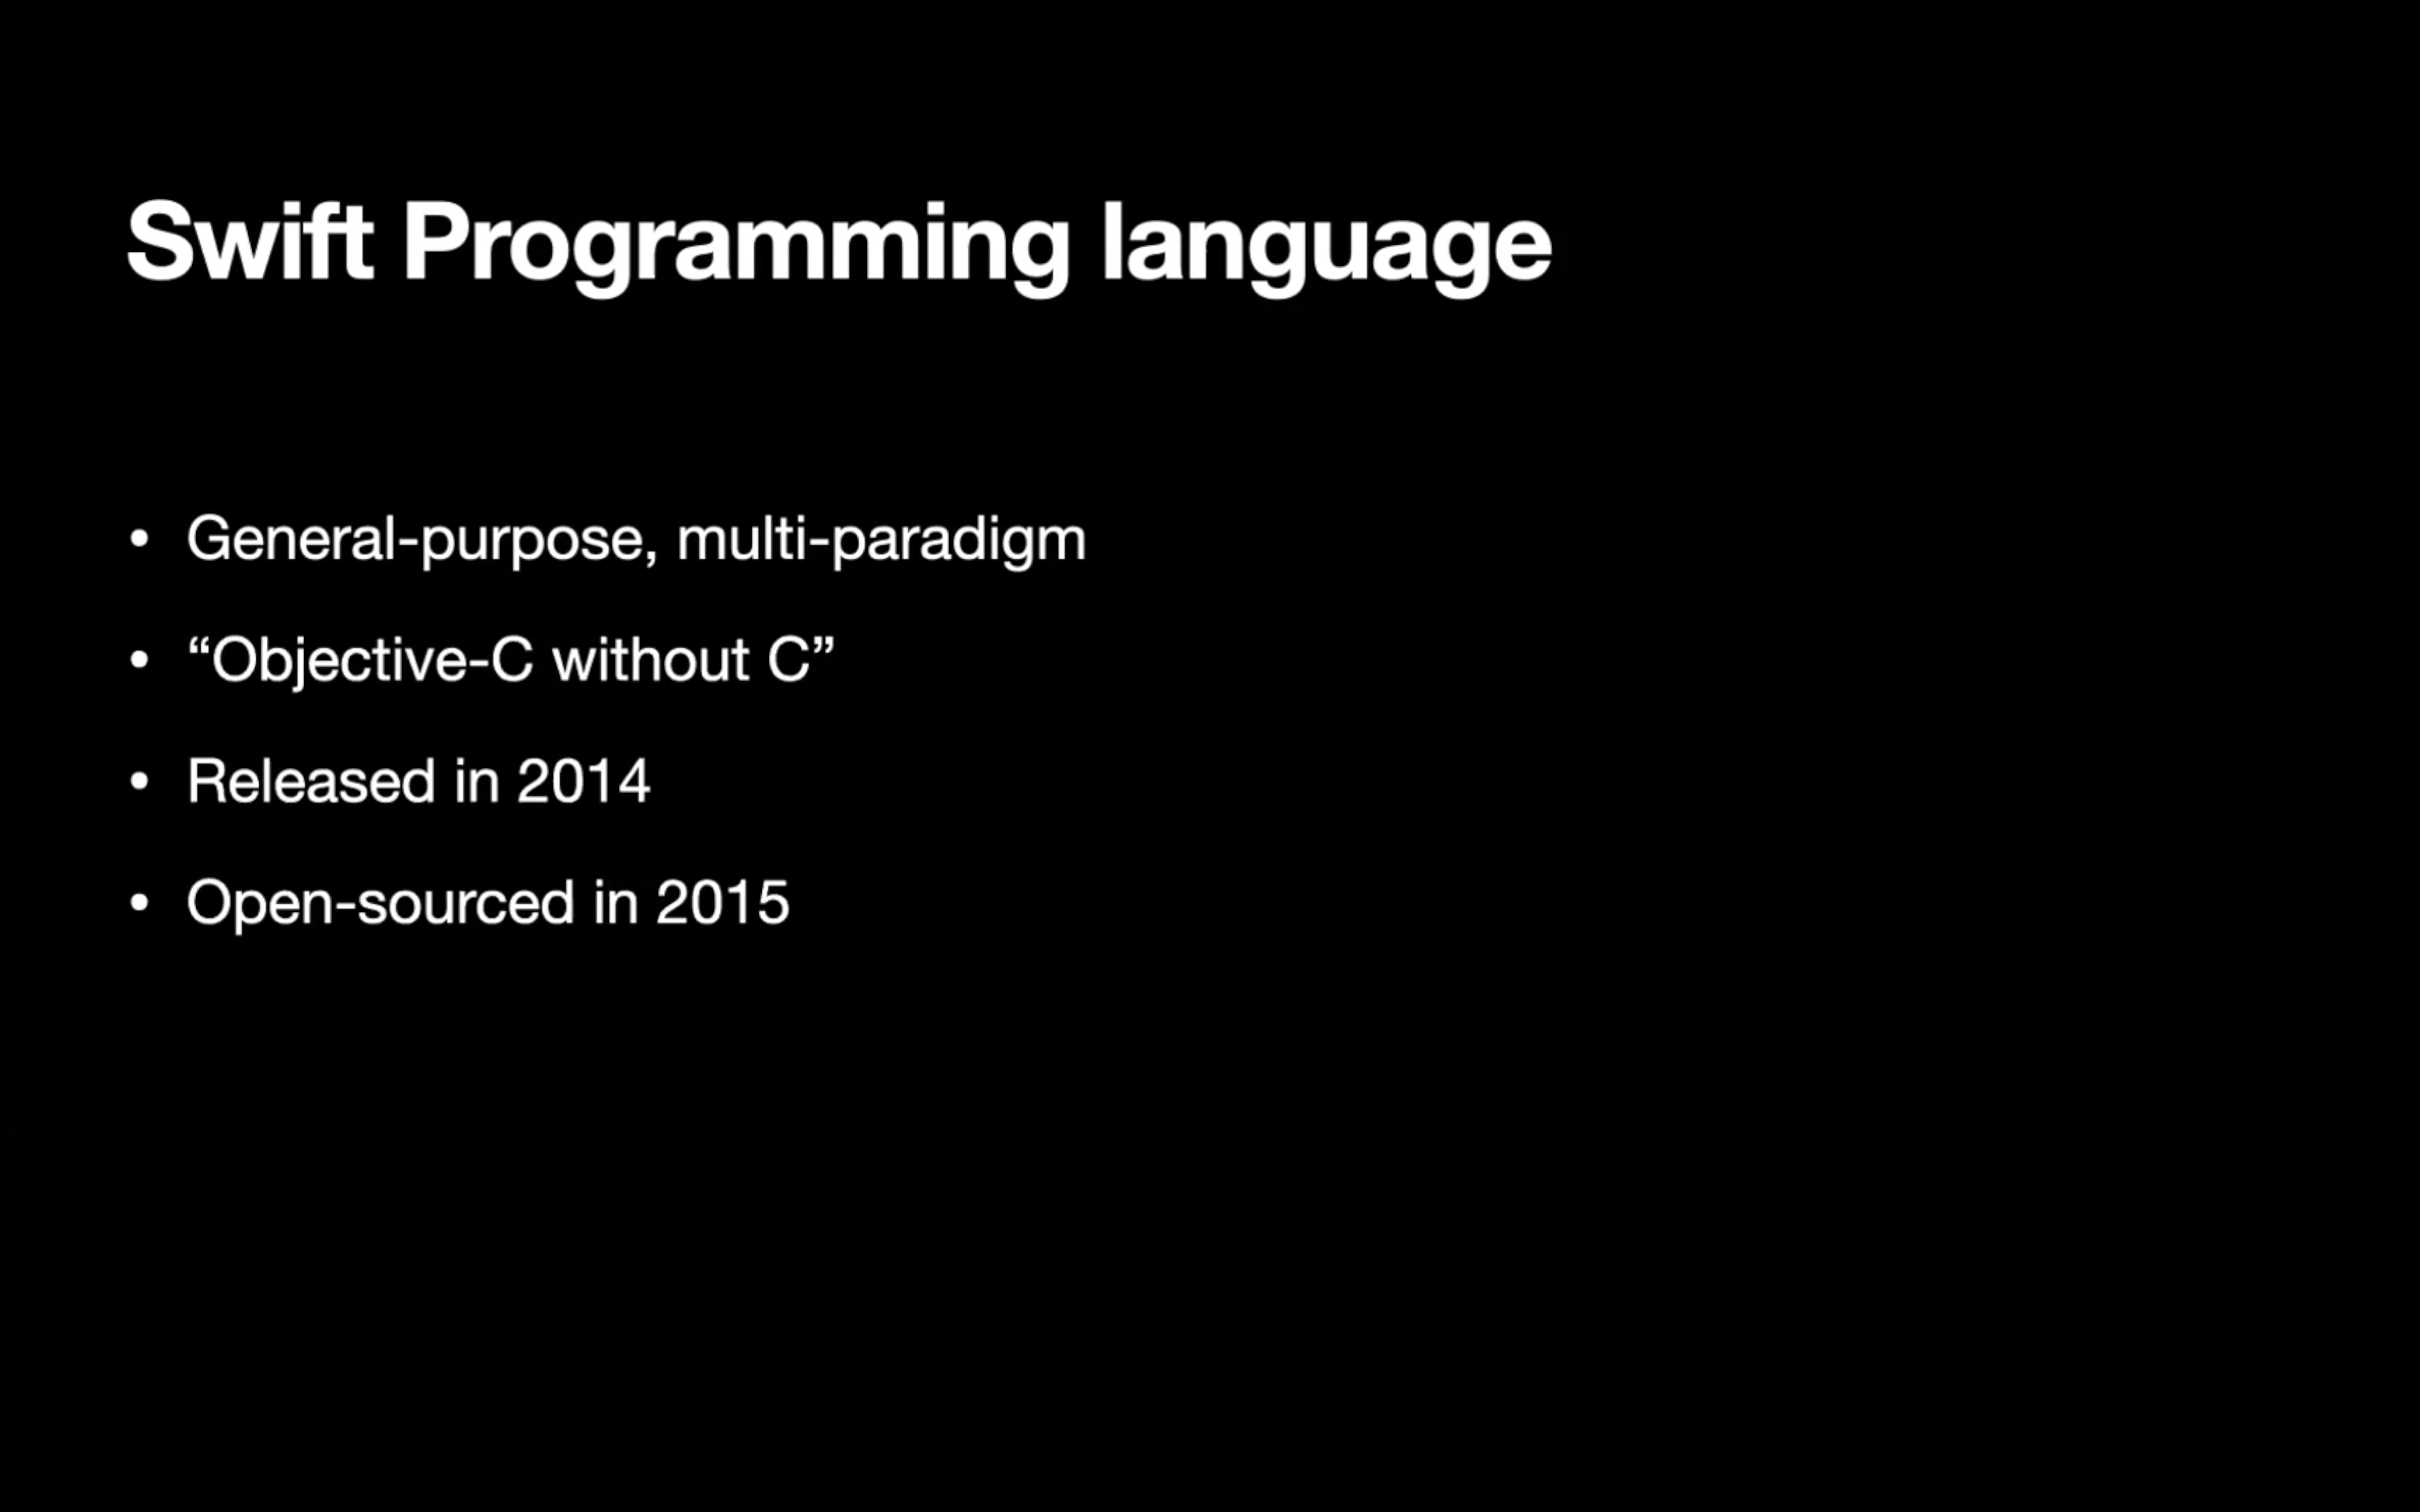 Swift Programming language
• General-purpose, multi-paradigm
• “Objective-C without C”
• Released in 2014
• Open-sourced in 2015